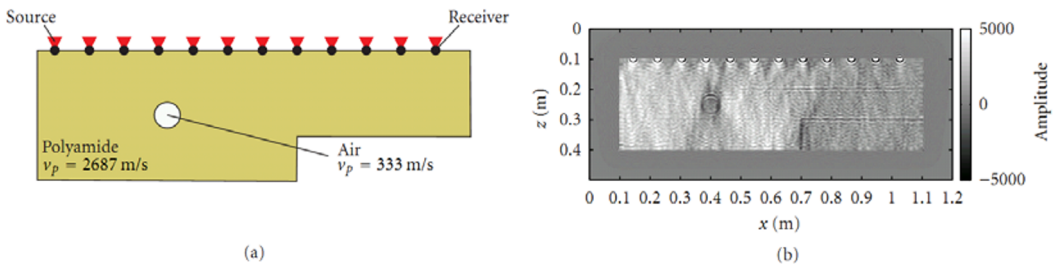 Source
Receiver
Polyamide
vp = 2687 m/s
Air
vp = 333 m/s
(a)
0
0.1
0.2
0.3
0.4
z (m)
0 0.1 0.2 0.3 0.4 0.5 0.6 0.7 0.8 0.9 1 1.1 1.2
x (m)
5000
0
−5000
Amplitude
(b)